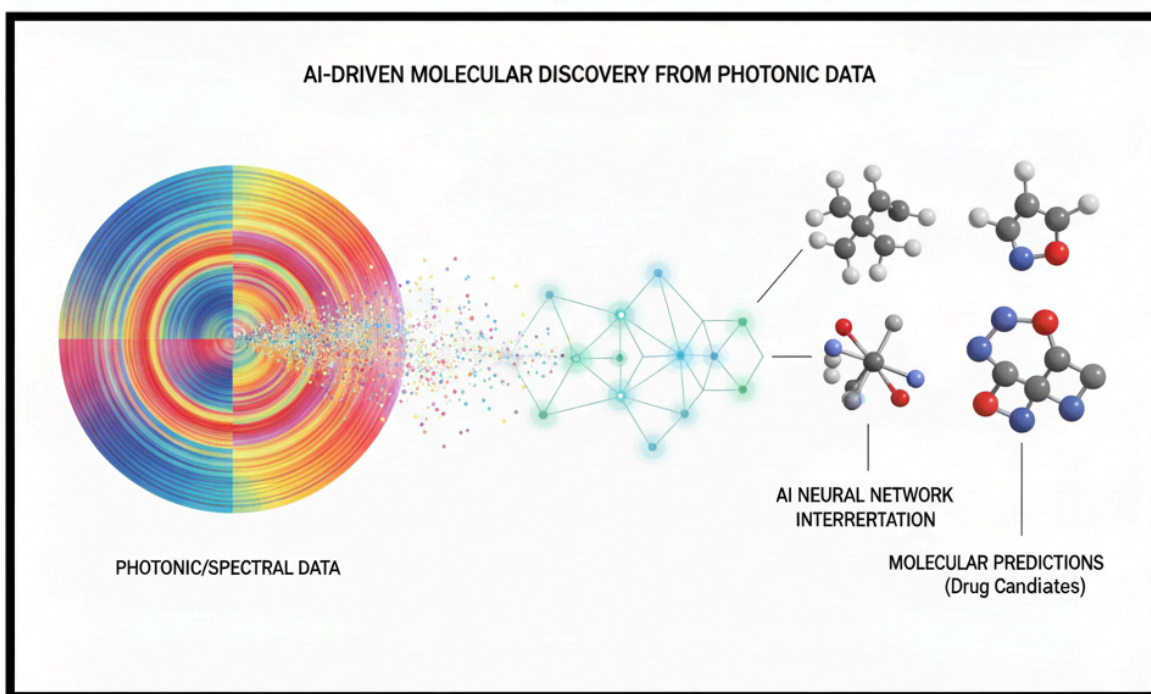 AI-DRIVEN MOLECULAR DISCOVERY FROM PHOTONIC DATA
PHOTONIC/SPECTRAL DATA
AI NEURAL NETWORK
INTERRERTATION
MOLECULAR PREDICTIONS
(Drug Candiates)